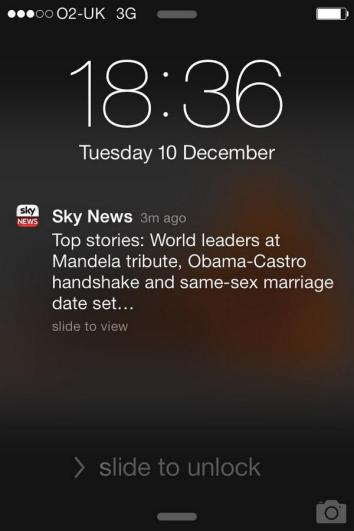 O2-UK 3G
18:36
Tuesday 10 December
sky
NEWS
Sky News 3m ago
Top stories: World leaders at
Mandela tribute, Obama-Castro
handshake and same-sex marriage
date set...
slide to view
> slide to unlock